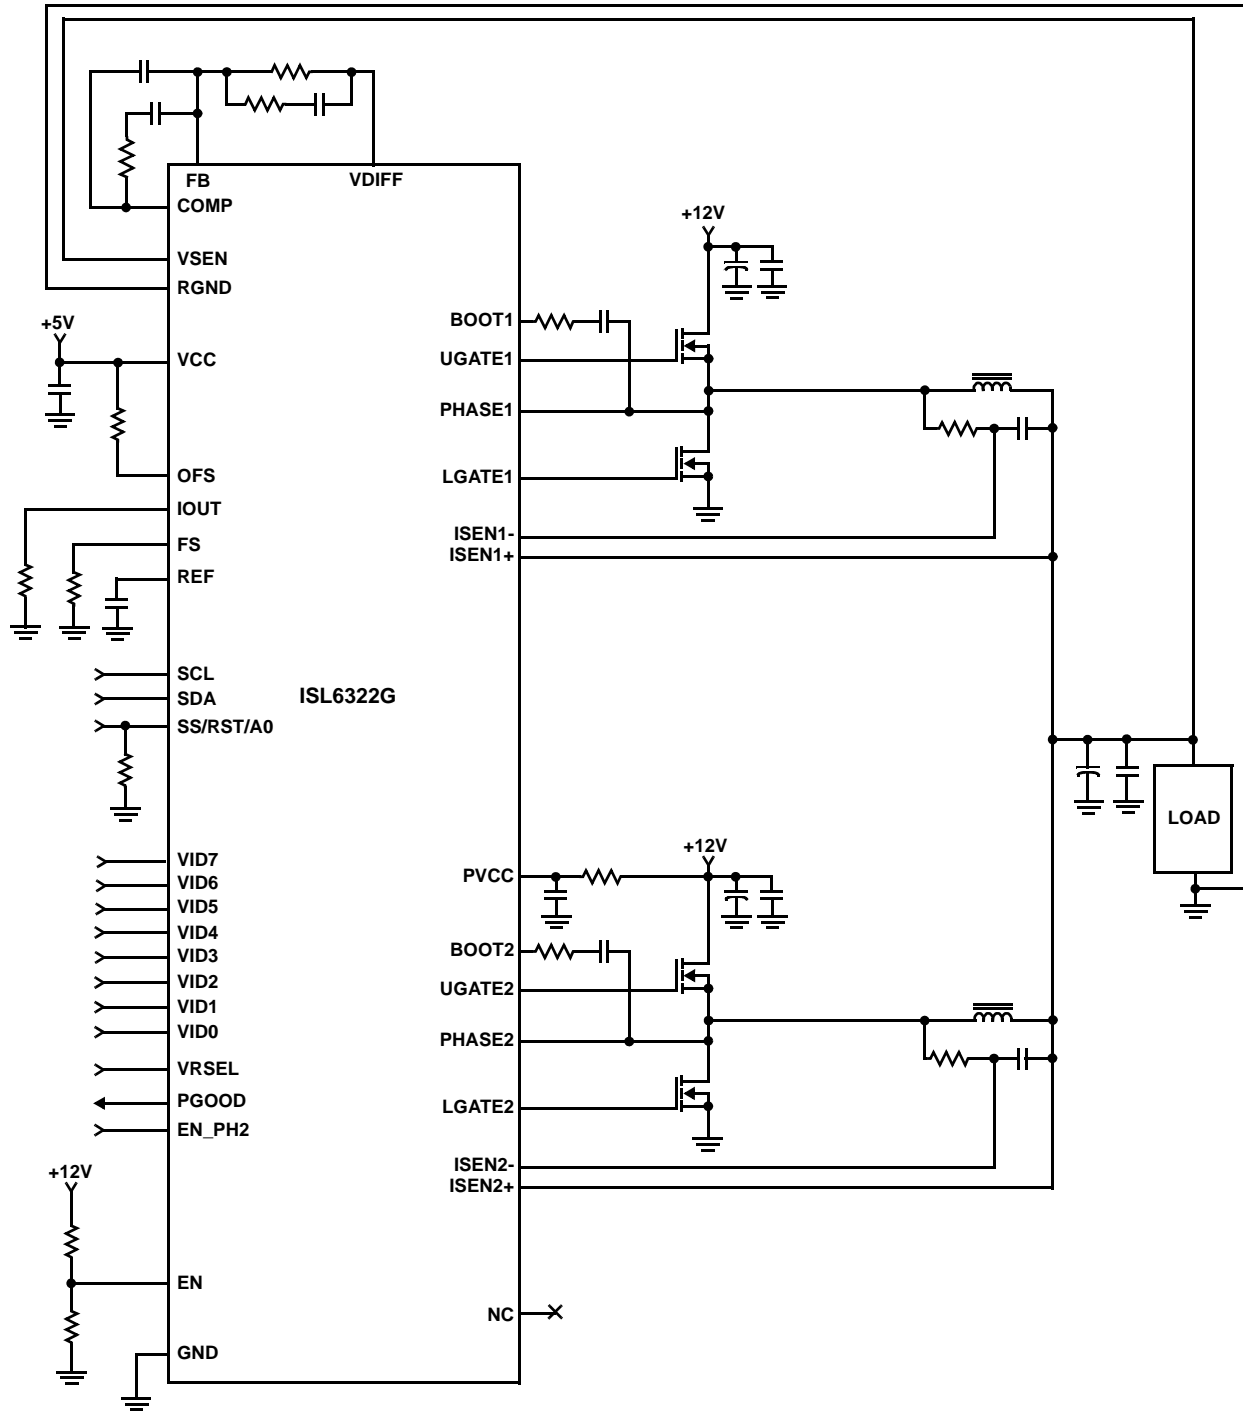 FB
VDIFF
COMP
VSEN
RGND
+5V
VCC
OFS
IOUT
FS
REF
SCL
SDA
SS/RST/A0
VID7
VID6
VID5
VID4
VID3
VID2
VID1
VID0
VRSEL
PGOOD
EN_PH2
+12V
EN
GND
ISL6322G
+12V
BOOT1
UGATE1
PHASE1
LGATE1
ISEN1-
ISEN1+
+12V
PVCC
BOOT2
UGATE2
PHASE2
LGATE2
ISEN2-
ISEN2+
NC
LOAD